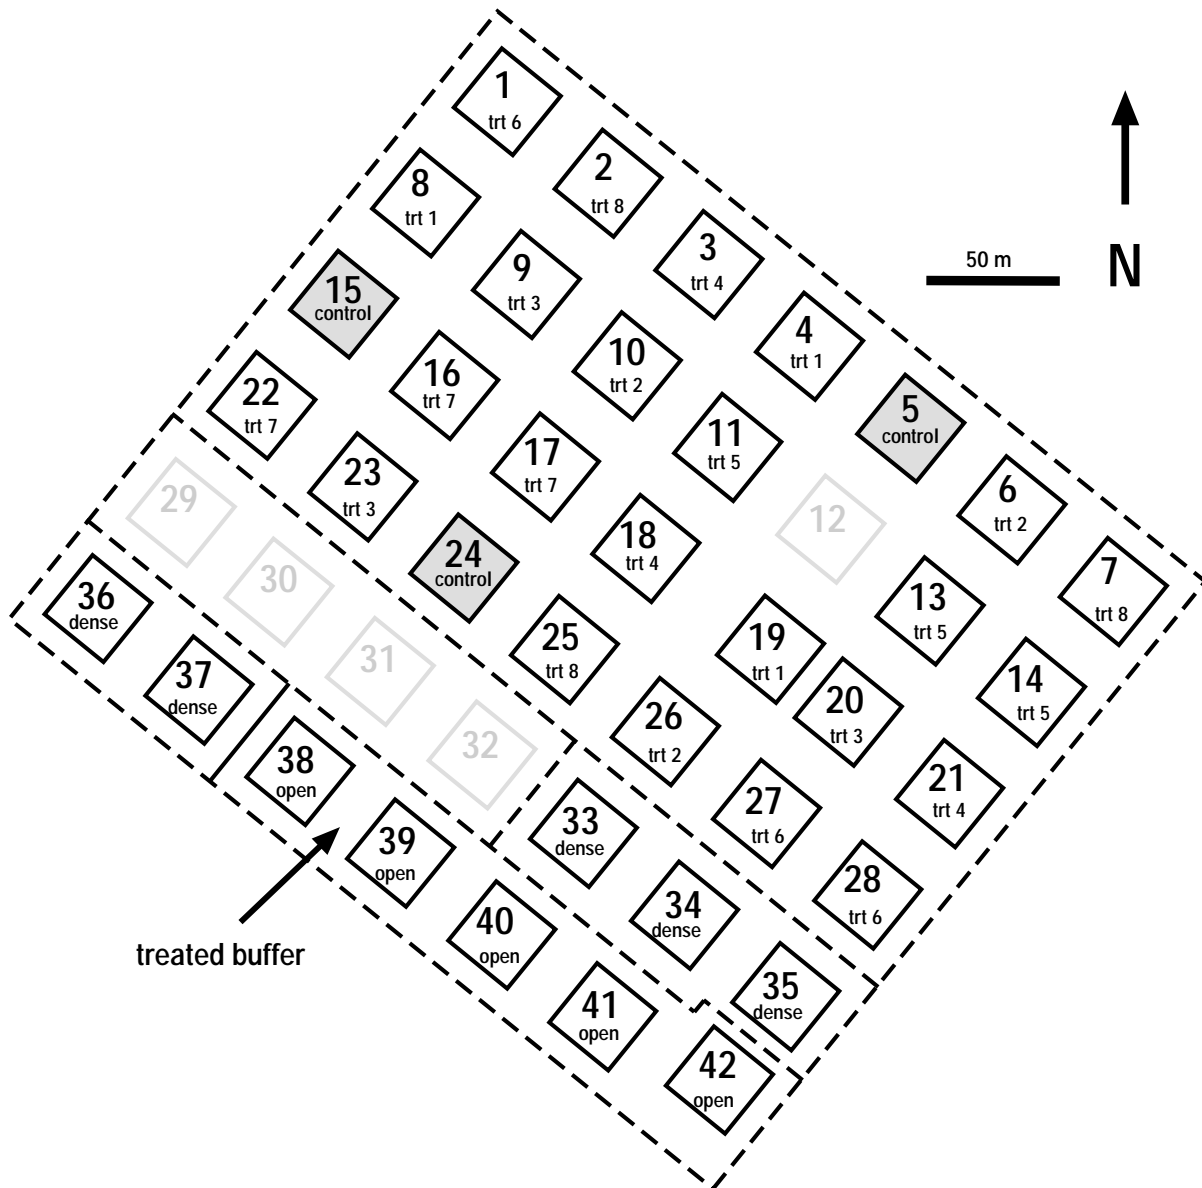 1
trt 6
2
trt 8
3
trt 4
4
trt 1
5
control
6
trt 2
7
trt 8
8
trt 1
9
trt 3
10
trt 2
11
trt 5
12
13
trt 5
14
trt 5
15
control
16
trt 7
17
trt 7
18
trt 4
19
trt 1
20
trt 3
21
trt 4
22
trt 7
23
trt 3
24
control
25
trt 8
26
trt 2
27
trt 6
28
trt 6
29
30
31
32
33
dense
34
dense
35
dense
36
dense
37
dense
38
open
39
open
40
open
41
open
42
open
treated buffer
50 m
N